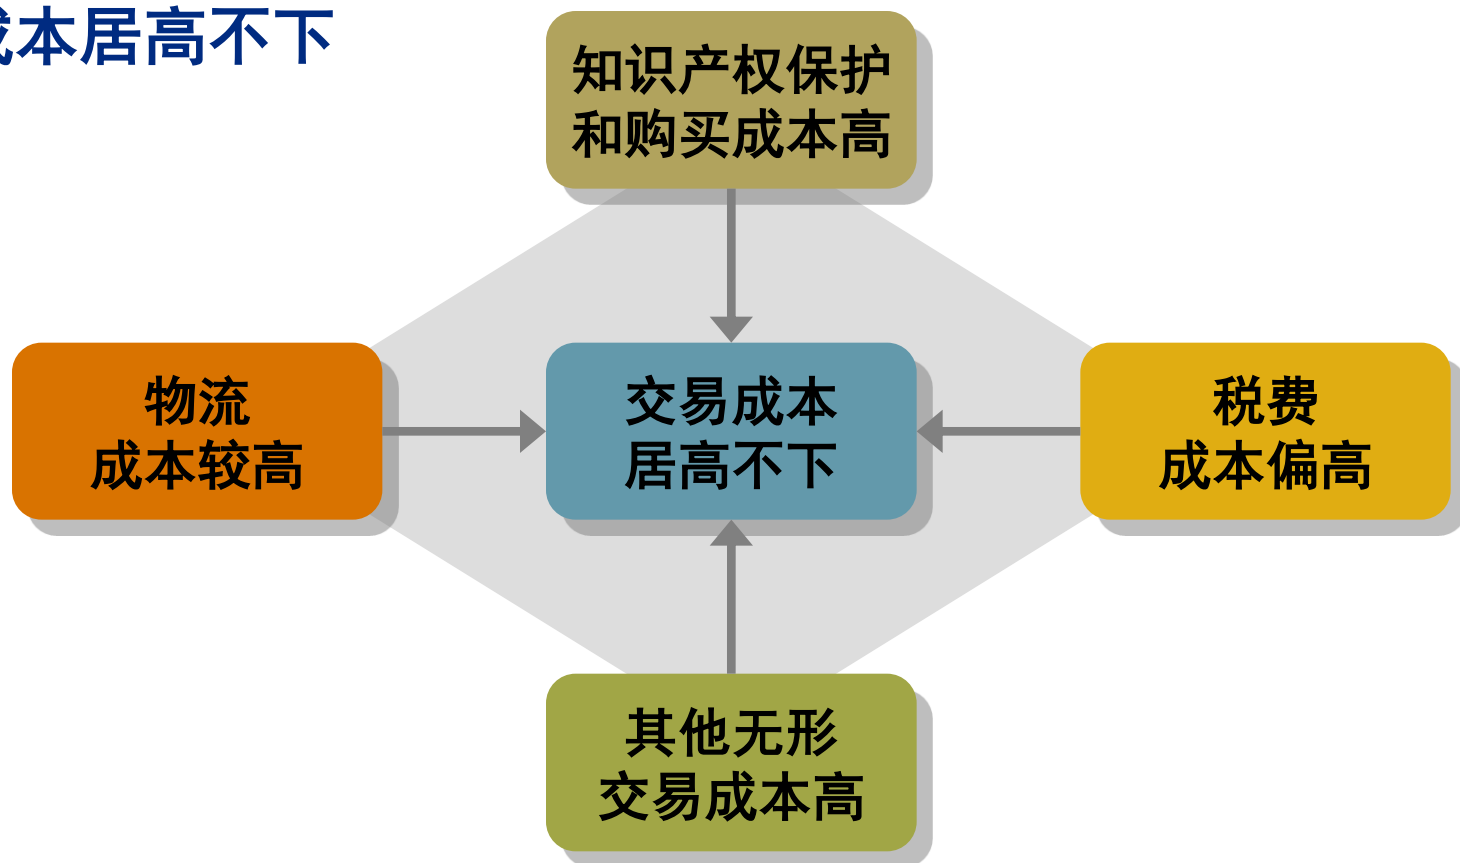 成本居高不下
知识产权保护
和购买成本高
物流
成本较高
交易成本
居高不下
税费
成本偏高
其他无形
交易成本高